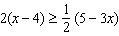 2(x − 4) ≥ 1/2 (5 − 3x)